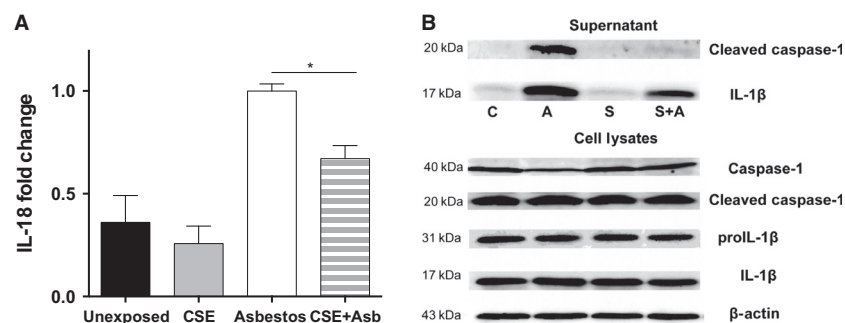 A
IL-18 fold change
1.0
0.5
0.0
*
Unexposed CSE Asbestos CSE+Asb
B
Supernatant
20 kDa Cleaved caspase-1
17 kDa IL-1β
C A S S+A
Cell lysates
40 kDa Caspase-1
20 kDa Cleaved caspase-1
31 kDa proIL-1β
17 kDa IL-1β
43 kDa β-actin